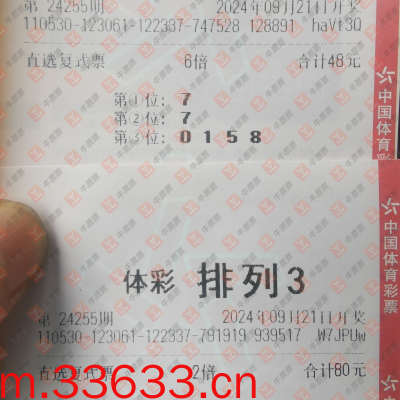 第 24255期 2024年09月21日开奖
110530-123061-122337-747528 128891 haVt3Q
直选复式票 6倍 合计48元
第1位: 7
第2位: 7
第3位: 0 1 5 8
中国体育彩
体彩 排列3
第 24255期 2024年09月21日开奖
110530-123061-122337-791919 939517 W7JPUw
直选复式票 2倍 合计80元
中国体育彩票
m.33633.cn